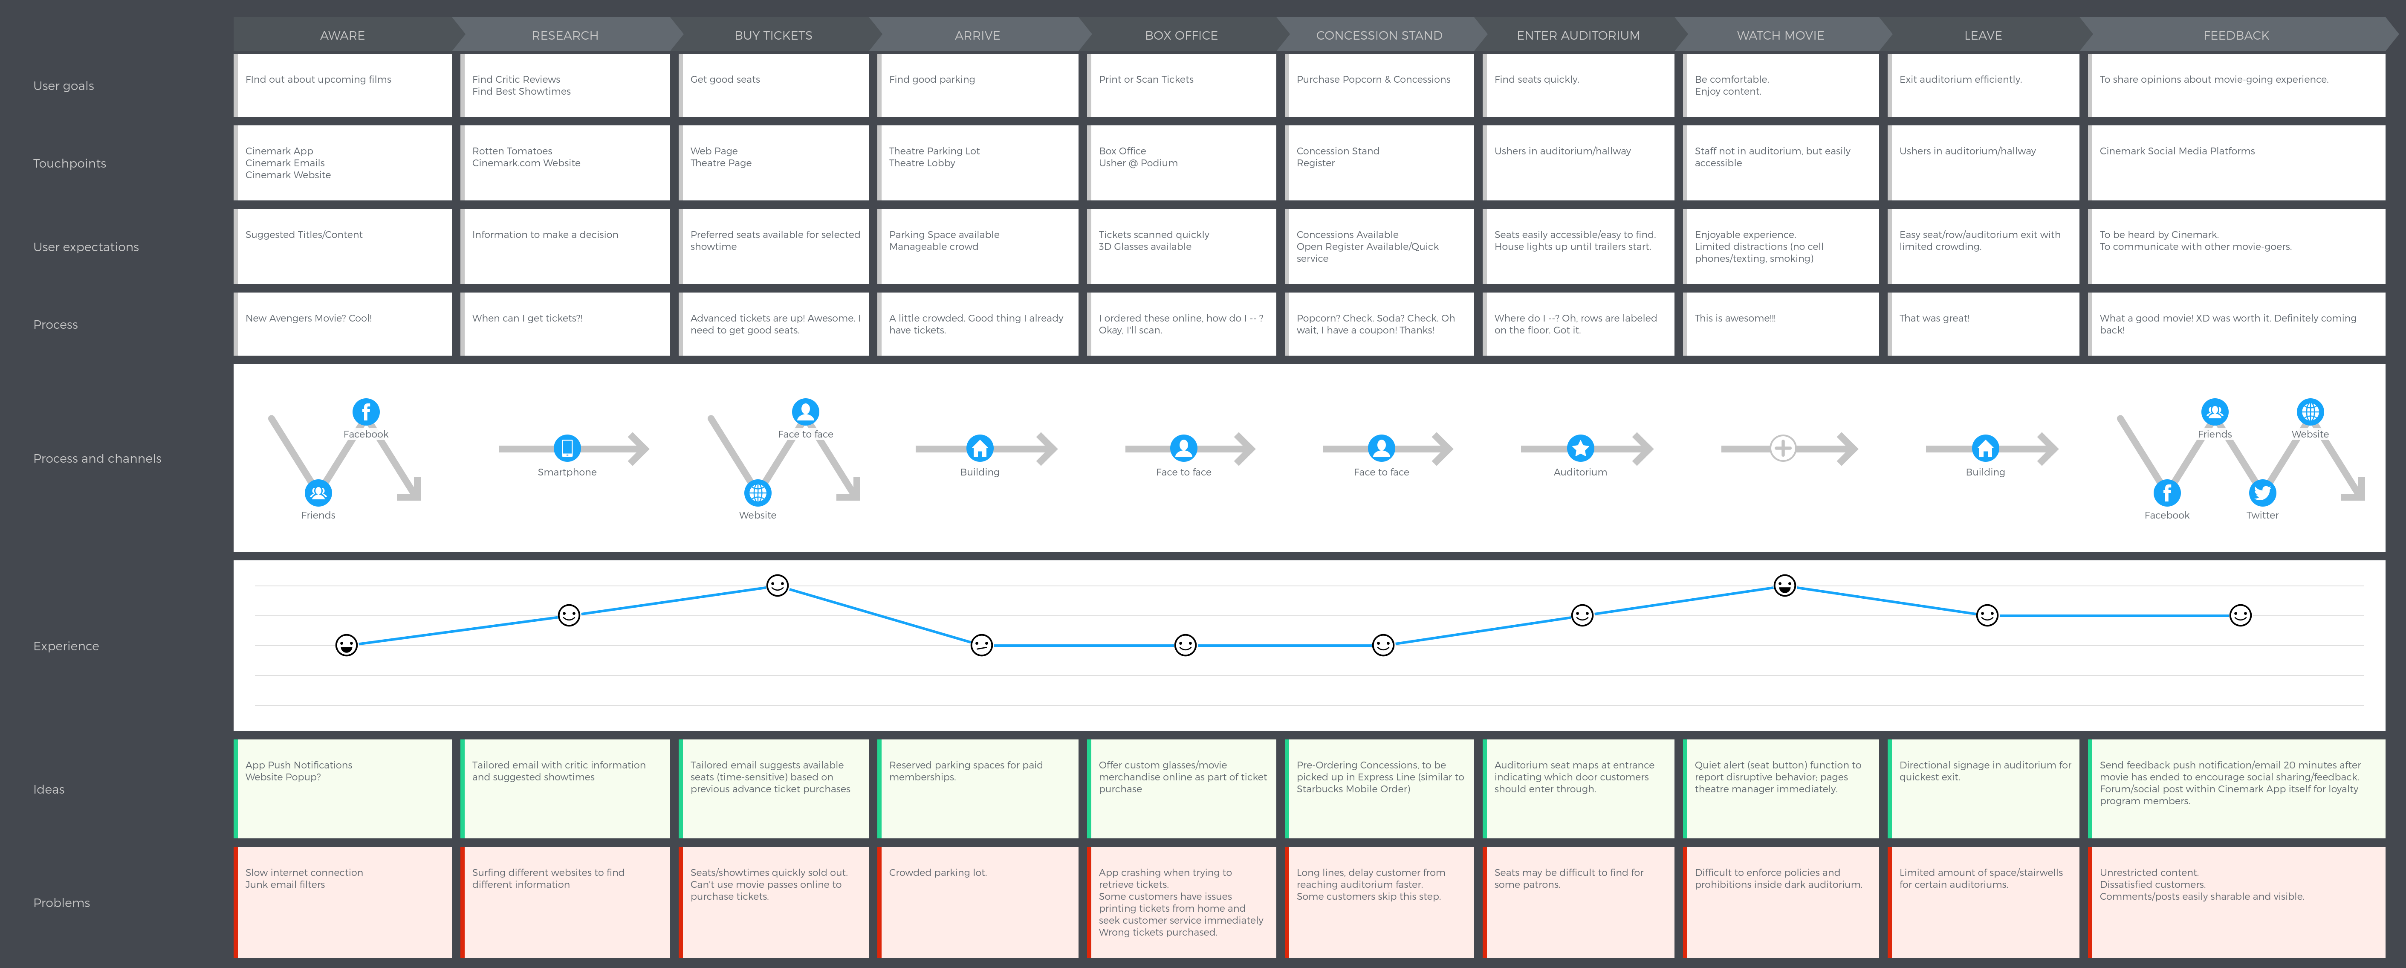 AWARE
RESEARCH
BUY TICKETS
ARRIVE
BOX OFFICE
CONCESSION STAND
ENTER AUDITORIUM
WATCH MOVIE
LEAVE
FEEDBACK
User goals
FInd out about upcoming films
Find Critic Reviews
Find Best Showtimes
Get good seats
Find good parking
Print or Scan Tickets
Purchase Popcorn & Concessions
Find seats quickly.
Be comfortable.
Enjoy content.
Exit auditorium efficiently.
To share opinions about movie-going experience.
Touchpoints
Cinemark App
Cinemark Emails
Cinemark Website
Rotten Tomatoes
Cinemark.com Website
Web Page
Theatre Page
Theatre Parking Lot
Theatre Lobby
Box Office
Usher @ Podium
Concession Stand
Register
Ushers in auditorium/hallway
Staff not in auditorium, but easily
accessible
Ushers in auditorium/hallway
Cinemark Social Media Platforms
User expectations
Suggested Titles/Content
Information to make a decision
Preferred seats available for selected
showtime
Parking Space available
Manageable crowd
Tickets scanned quickly
3D Glasses available
Concessions Available
Open Register Available/Quick
service
Seats easily accessible/easy to find.
House lights up until trailers start.
Enjoyable experience.
Limited distractions (no cell
phones/texting, smoking)
Easy seat/row/auditorium exit with
limited crowding.
To be heard by Cinemark.
To communicate with other movie-goers.
Process
New Avengers Movie? Cool!
When can I get tickets?!
Advanced tickets are up! Awesome. I
need to get good seats.
A little crowded. Good thing I already
have tickets.
I ordered these online, how do I -- ?
Okay, I'll scan.
Popcorn? Check. Soda? Check. Oh
wait, I have a coupon! Thanks!
Where do I --? Oh, rows are labeled
on the floor. Got it.
This is awesome!!!
That was great!
What a good movie! XD was worth it. Definitely coming
back!
Process and channels
Friends
Facebook
Smartphone
Website
Face to face
Building
Face to face
Face to face
Auditorium
Building
Facebook
Friends
Twitter
Website
Experience
Ideas
App Push Notifications
Website Popup?
Tailored email with critic information
and suggested showtimes
Tailored email suggests available
seats (time-sensitive) based on
previous advance ticket purchases
Reserved parking spaces for paid
memberships.
Offer custom glasses/movie
merchandise online as part of ticket
purchase
Pre-Ordering Concessions, to be
picked up in Express Line (similar to
Starbucks Mobile Order)
Auditorium seat maps at entrance
indicating which door customers
should enter through.
Quiet alert (seat button) function to
report disruptive behavior; pages
theatre manager immediately.
Directional signage in auditorium for
quickest exit.
Send feedback push notification/email 20 minutes after
movie has ended to encourage social sharing/feedback.
Forum/social post within Cinemark App itself for loyalty
program members.
Problems
Slow internet connection
Junk email filters
Surfing different websites to find
different information
Seats/showtimes quickly sold out.
Can't use movie passes online to
purchase tickets.
Crowded parking lot.
App crashing when trying to
retrieve tickets.
Some customers have issues
printing tickets from home and
seek customer service immediately
Wrong tickets purchased.
Long lines, delay customer from
reaching auditorium faster.
Some customers skip this step.
Seats may be difficult to find for
some patrons.
Difficult to enforce policies and
prohibitions inside dark auditorium.
Limited amount of space/stairwells
for certain auditoriums.
Unrestricted content.
Dissatisfied customers.
Comments/posts easily sharable and visible.